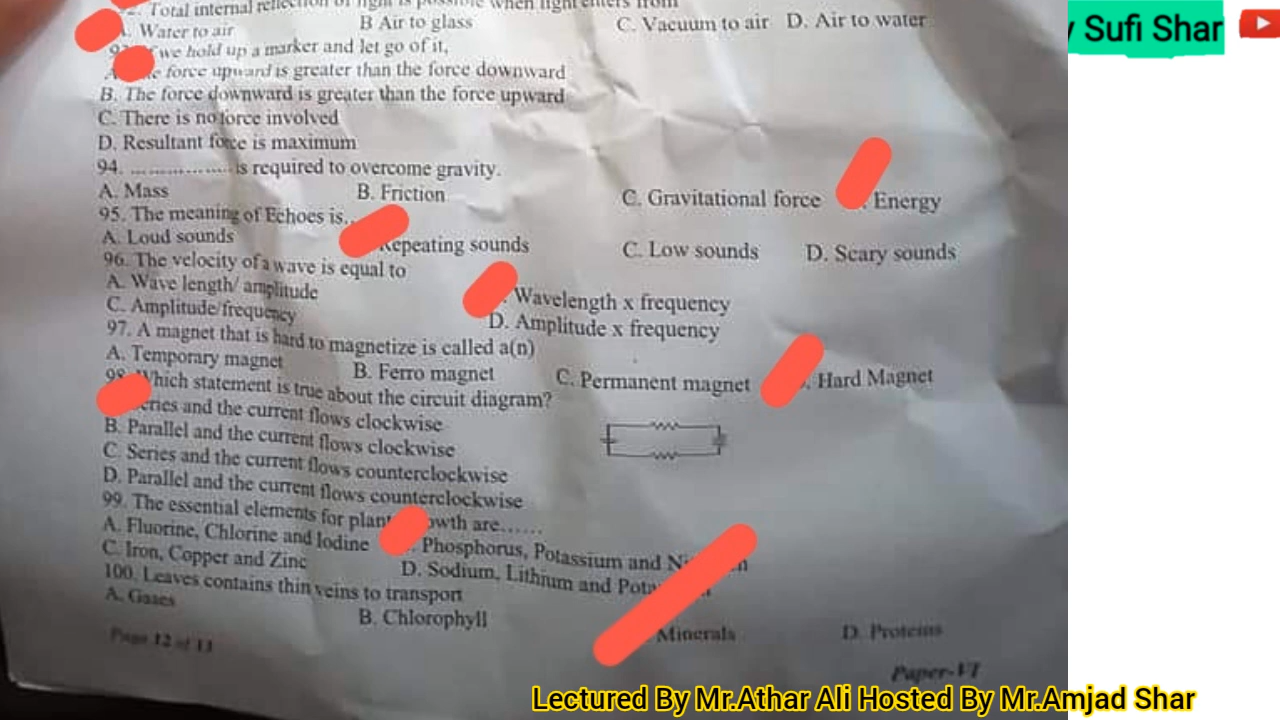 Total internal reflection of light is possible when light enters from
Water to air B Air to glass C. Vacuum to air D. Air to water
we hold up a marker and let go of it,
force upward is greater than the force downward
B. The force downward is greater than the force upward
C. There is no force involved
D. Resultant force is maximum
94. .................. is required to overcome gravity.
A. Mass B. Friction C. Gravitational force Energy
95. The meaning of Echoes is..
A. Loud sounds Repeating sounds C. Low sounds D. Scary sounds
96. The velocity of a wave is equal to
A. Wave length/ amplitude Wavelength x frequency
C. Amplitude/frequency D. Amplitude x frequency
97. A magnet that is hard to magnetize is called a(n)
A. Temporary magnet B. Ferro magnet C. Permanent magnet Hard Magnet
98. Which statement is true about the circuit diagram?
eries and the current flows clockwise
B. Parallel and the current flows clockwise
C. Series and the current flows counterclockwise
D. Parallel and the current flows counterclockwise
99. The essential elements for plant owth are......
A. Fluorine, Chlorine and Iodine Phosphorus, Potassium and
C. Iron, Copper and Zinc D. Sodium, Lithium and
100. Leaves contains thin veins to transport
A. Gases B. Chlorophyll Minerals D. Proteins
Page 12 of 13
Paper-VI
Sufi Shar
Lectured By Mr.Athar Ali Hosted By Mr.Amjad Shar